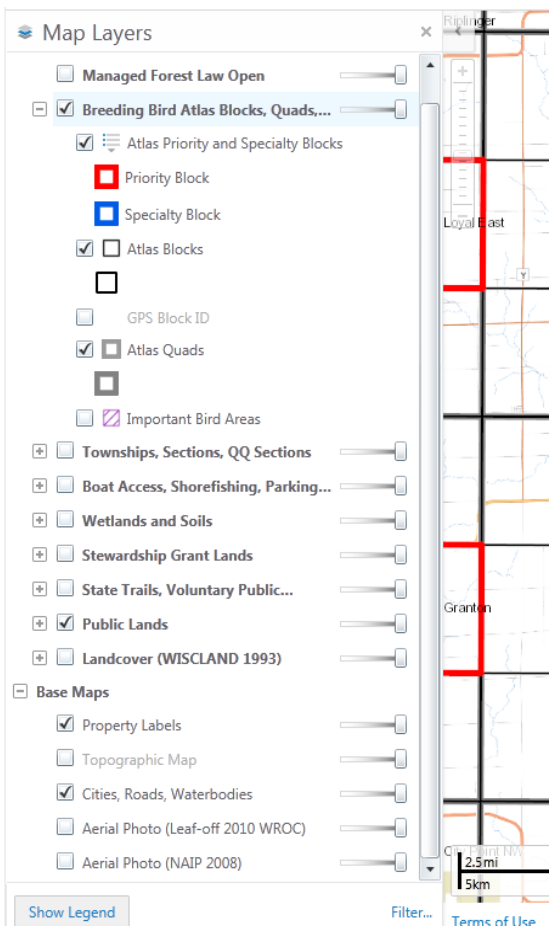 Map Layers
Managed Forest Law Open
Breeding Bird Atlas Blocks, Quads,...
Atlas Priority and Specialty Blocks
Priority Block
Specialty Block
Atlas Blocks
GPS Block ID
Atlas Quads
Important Bird Areas
Townships, Sections, QQ Sections
Boat Access, Shorefishing, Parking...
Wetlands and Soils
Stewardship Grant Lands
State Trails, Voluntary Public...
Public Lands
Landcover (WISCLAND 1993)
Base Maps
Property Labels
Topographic Map
Cities, Roads, Waterbodies
Aerial Photo (Leaf-off 2010 WROC)
Aerial Photo (NAIP 2008)
Show Legend
Filter...
Riplinger
Loyal East
Y
Granton
City Point NW
2.5mi
5km
Terms of Use